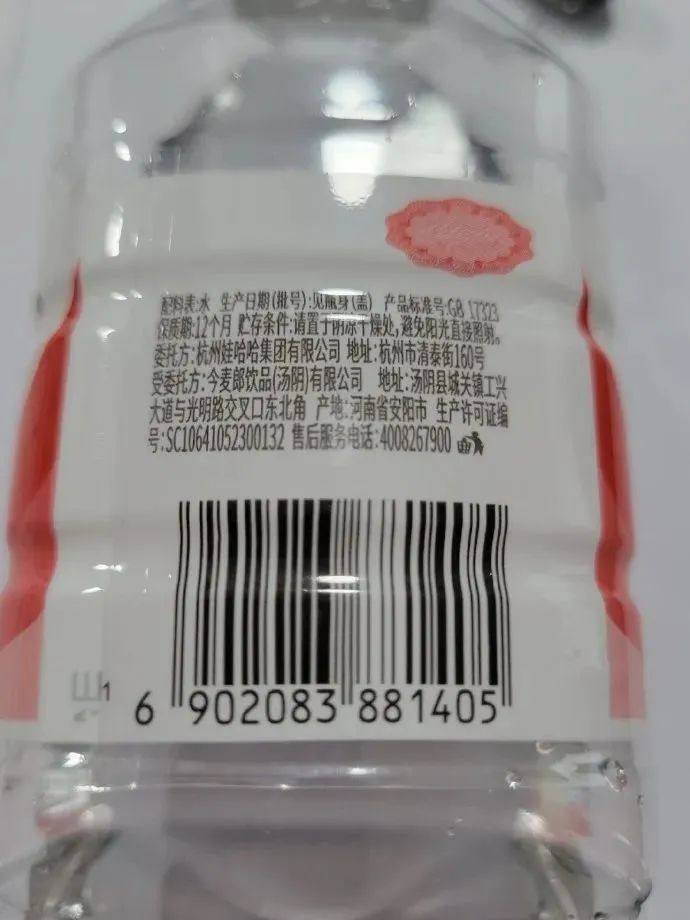 配料表:水 生产日期(批号):见瓶身(盖) 产品标准号:GB 17323
保质期:12个月 贮存条件:请置于阴凉干燥处,避免阳光直接照射。
委托方:杭州娃哈哈集团有限公司 地址:杭州市清泰街160号
受委托方:今麦郎饮品(汤阴)有限公司 地址:汤阴县城关镇工兴
大道与光明路交叉口东北角 产地:河南省安阳市 生产许可证编
号:SC10641052300132 售后服务电话:4008267900
6 902083 881405